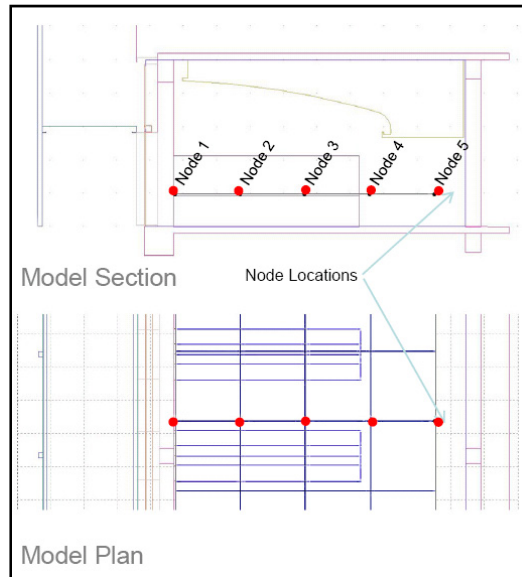 Node 1
Node 2
Node 3
Node 4
Node 5
Model Section
Node Locations
Model Plan